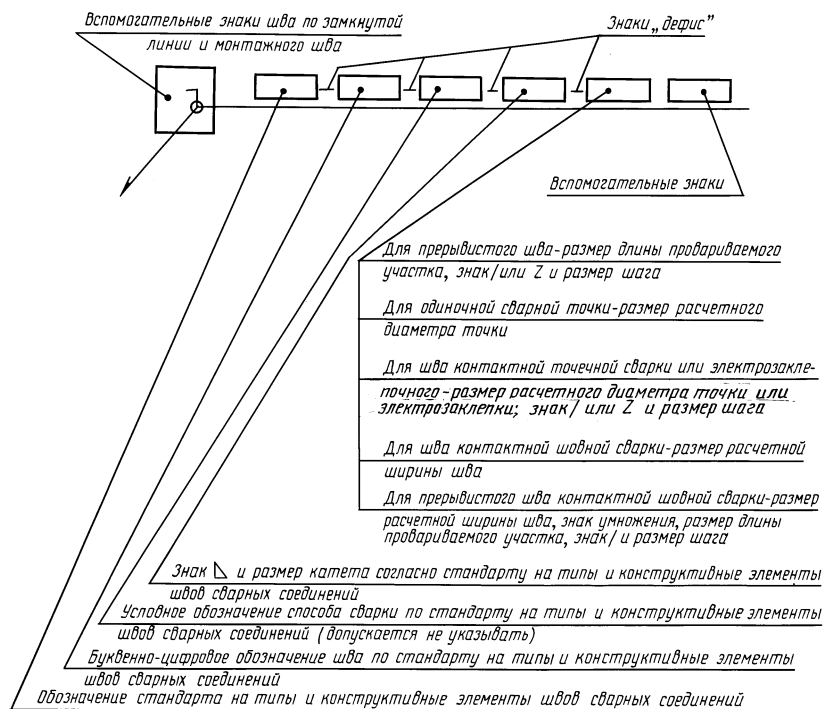 Вспомогательные знаки шва по замкнутой
линии и монтажного шва
Знаки „дефис”
Вспомогательные знаки
Для прерывистого шва-размер длины провариваемого
участка, знак/или Z и размер шага
Для одиночной сварной точки-размер расчетного
диаметра точки
Для шва контактной точечной сварки или электрозакле-
почного-размер расчетного диаметра точки или
электрозаклепки; знак/ или Z и размер шага
Для шва контактной шовной сварки-размер расчетной
ширины шва
Для прерывистого шва контактной шовной сварки-размер
расчетной ширины шва, знак умножения, размер длины
провариваемого участка, знак/ и размер шага
Знак ◺ и размер катета согласно стандарту на типы и конструктивные элементы
швов сварных соединений
Условное обозначение способа сварки по стандарту на типы и конструктивные элементы
швов сварных соединений (допускается не указывать)
Буквенно-цифровое обозначение шва по стандарту на типы и конструктивные элементы
швов сварных соединений
Обозначение стандарта на типы и конструктивные элементы швов сварных соединений